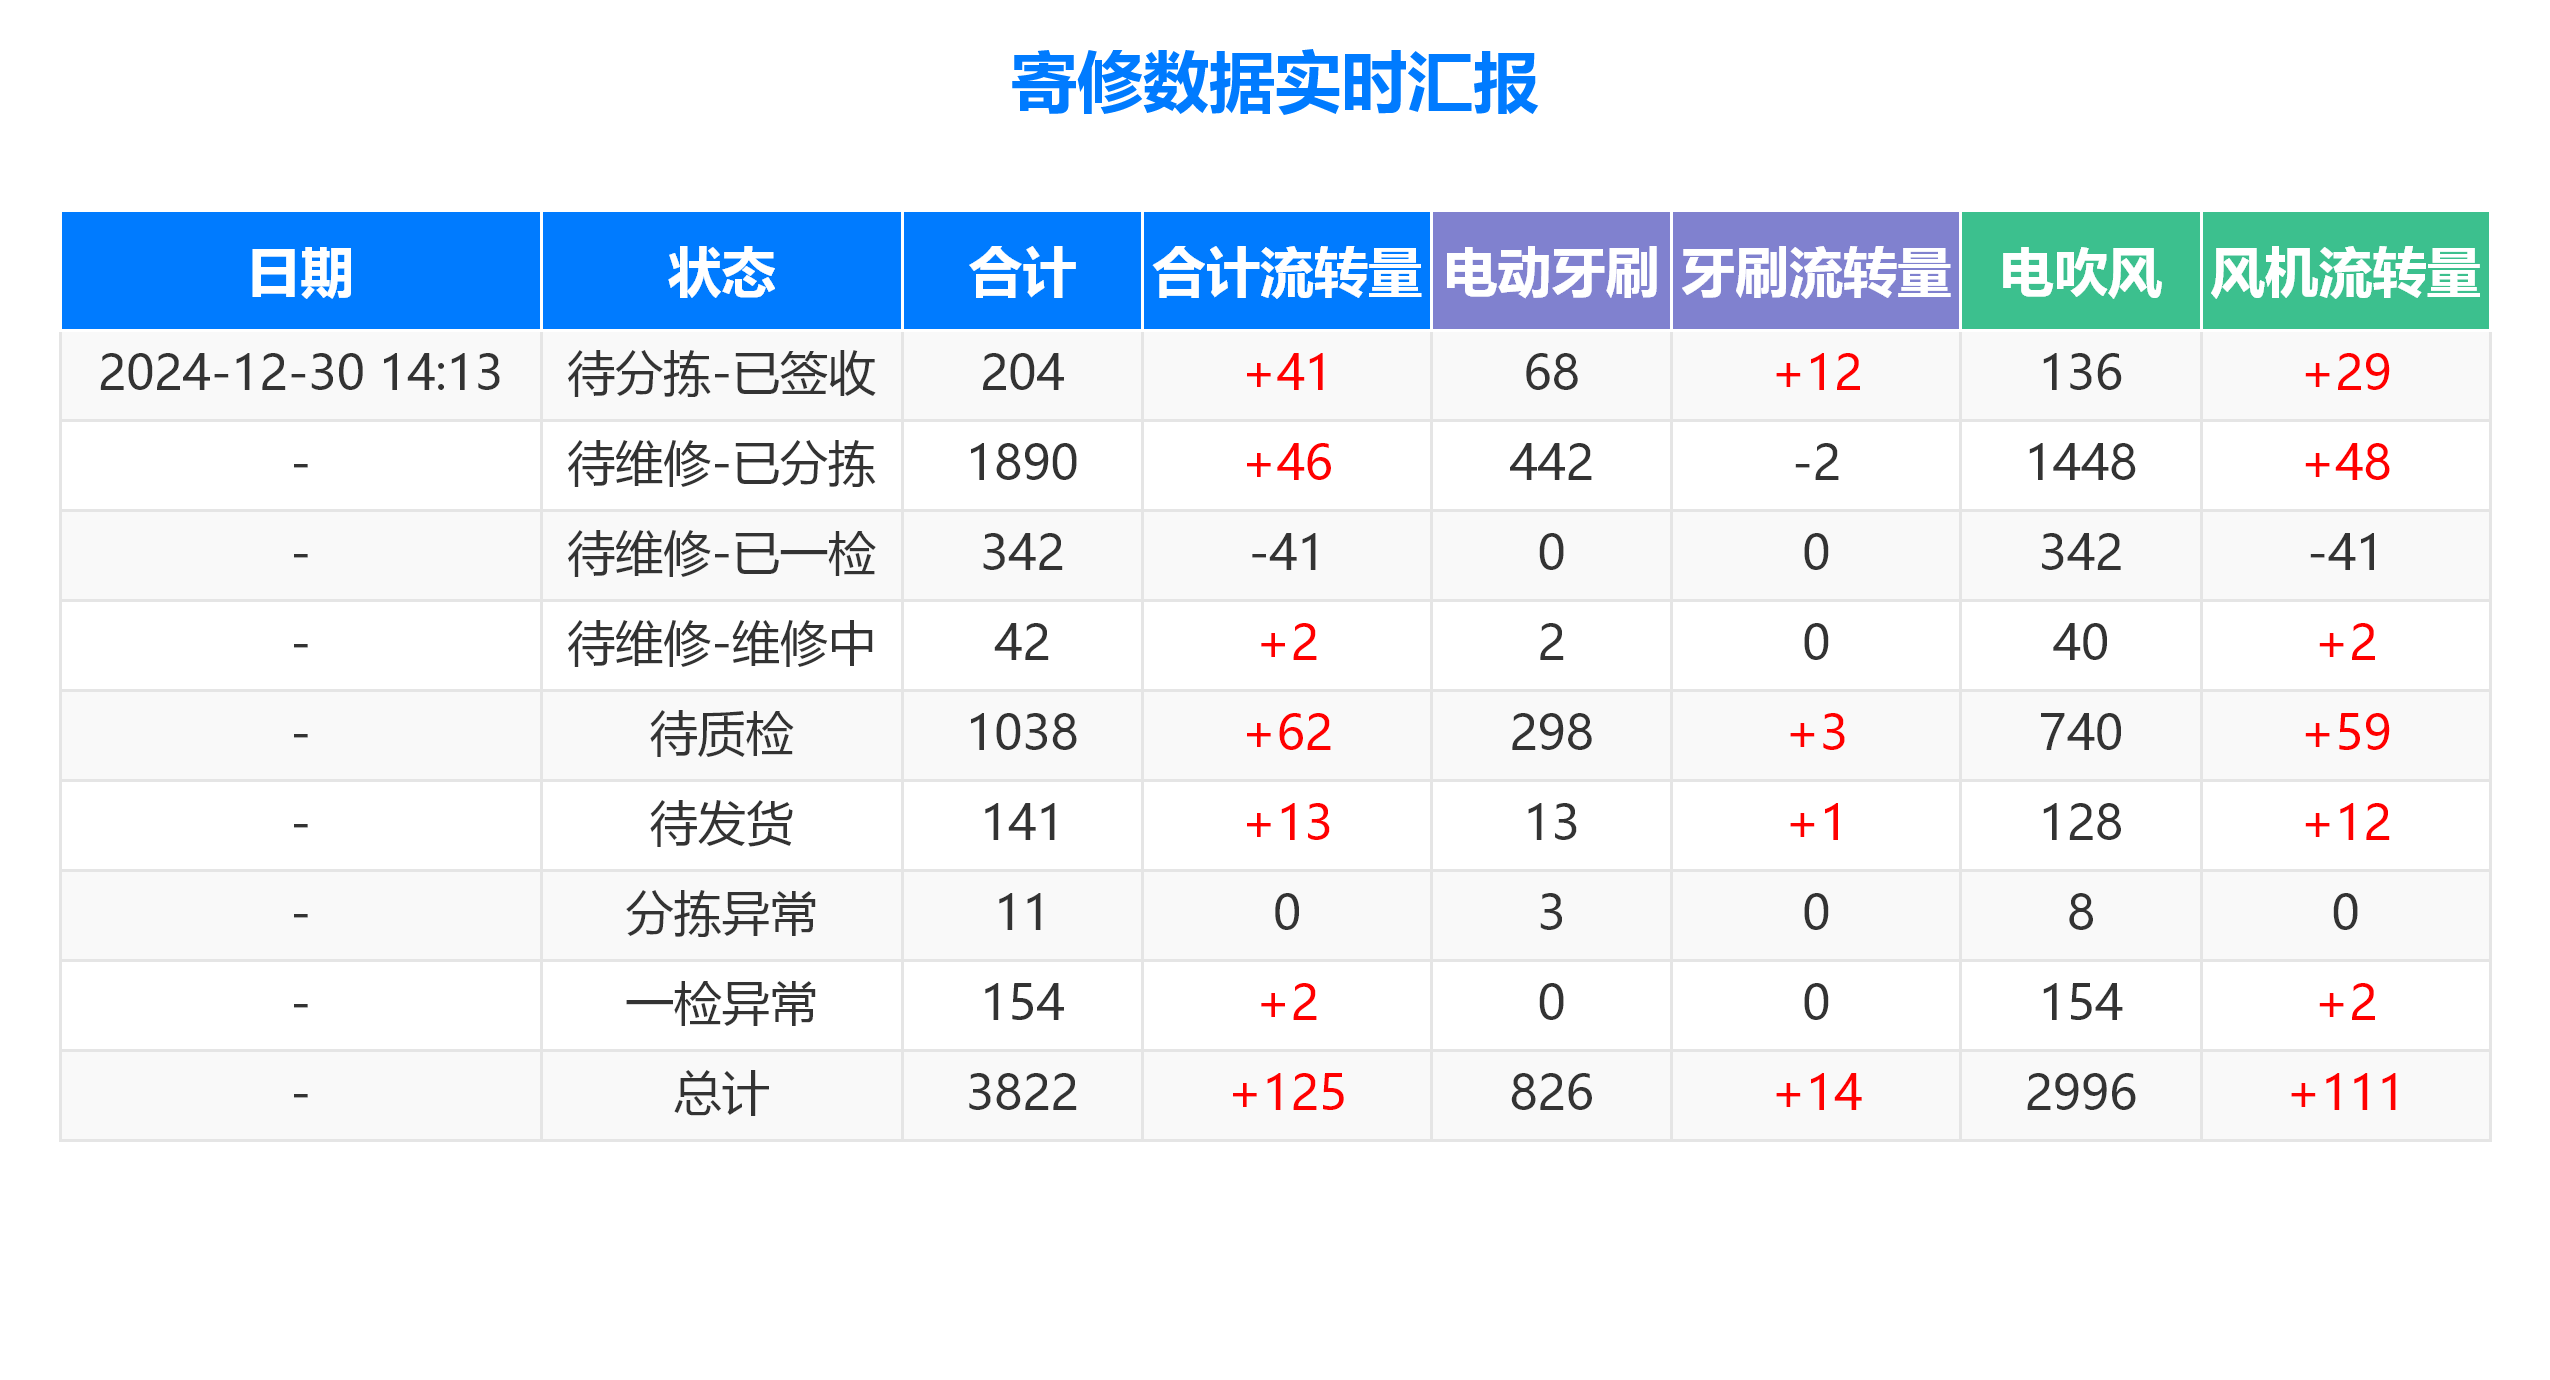 寄修数据实时汇报
日期 状态 合计 合计流转量 电动牙刷 牙刷流转量 电吹风 风机流转量
2024-12-30 14:13 待分拣-已签收 204 +41 68 +12 136 +29
- 待维修-已分拣 1890 +46 442 -2 1448 +48
- 待维修-已一检 342 -41 0 0 342 -41
- 待维修-维修中 42 +2 2 0 40 +2
- 待质检 1038 +62 298 +3 740 +59
- 待发货 141 +13 13 +1 128 +12
- 分拣异常 11 0 3 0 8 0
- 一检异常 154 +2 0 0 154 +2
- 总计 3822 +125 826 +14 2996 +111